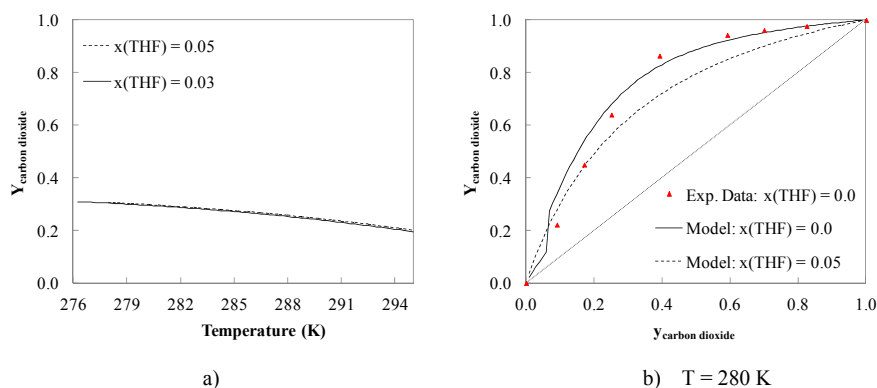 1.0
0.8
0.6
0.4
0.2
0.0
Y carbon dioxide
x(THF) = 0.05
x(THF) = 0.03
276 279 282 285 288 291 294
Temperature (K)
a)
1.0
0.8
0.6
0.4
0.2
0.0
Y carbon dioxide
Exp. Data: x(THF) = 0.0
Model: x(THF) = 0.0
Model: x(THF) = 0.05
0.0 0.2 0.4 0.6 0.8 1.0
y carbon dioxide
b) T = 280 K